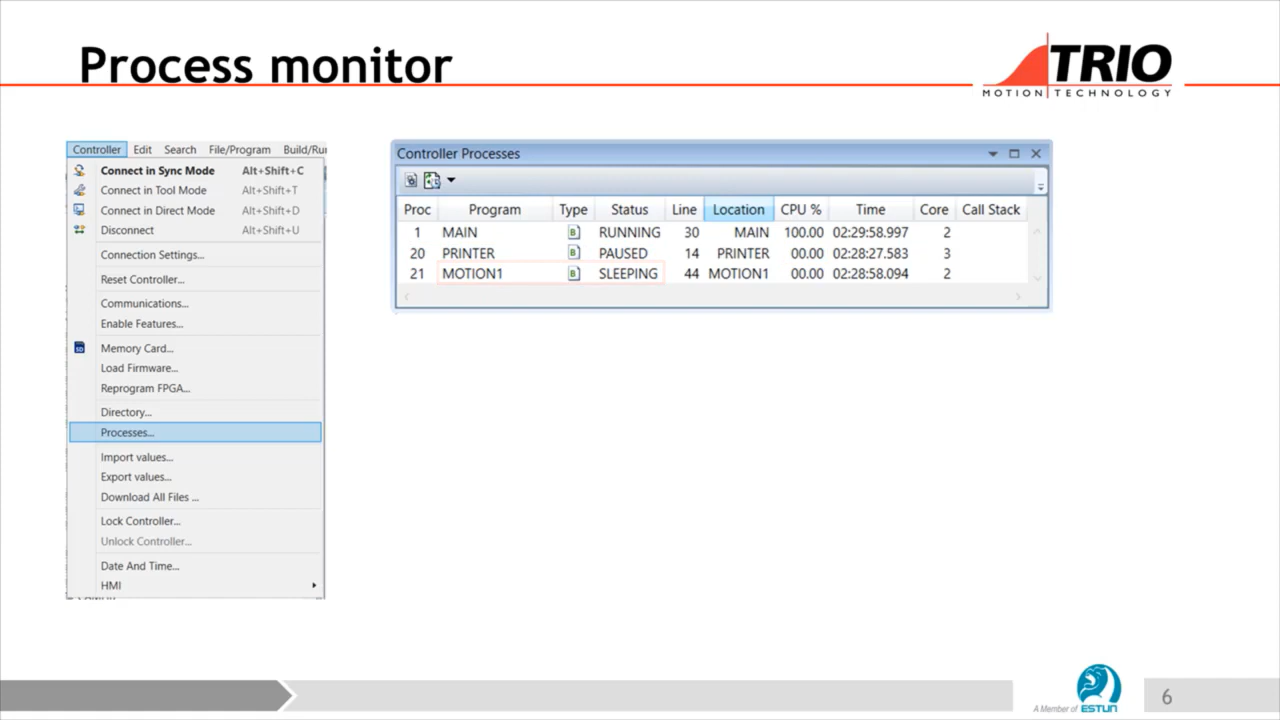 Process monitor
TRIO
MOTION TECHNOLOGY
Controller Edit Search File/Program Build/Ru
Connect in Sync Mode Alt+Shift+C
Connect in Tool Mode Alt+Shift+T
Connect in Direct Mode Alt+Shift+D
Disconnect Alt+Shift+U
Connection Settings...
Reset Controller...
Communications...
Enable Features...
Memory Card...
Load Firmware...
Reprogram FPGA...
Directory...
Processes...
Import values...
Export values...
Download All Files ...
Lock Controller...
Unlock Controller...
Date And Time...
HMI
Controller Processes
Proc Program Type Status Line Location CPU % Time Core Call Stack
1 MAIN B RUNNING 30 MAIN 100.00 02:29:58.997 2
20 PRINTER B PAUSED 14 PRINTER 00.00 02:28:27.583 3
21 MOTION1 B SLEEPING 44 MOTION1 00.00 02:28:58.094 2
A Member of ESTUN
6